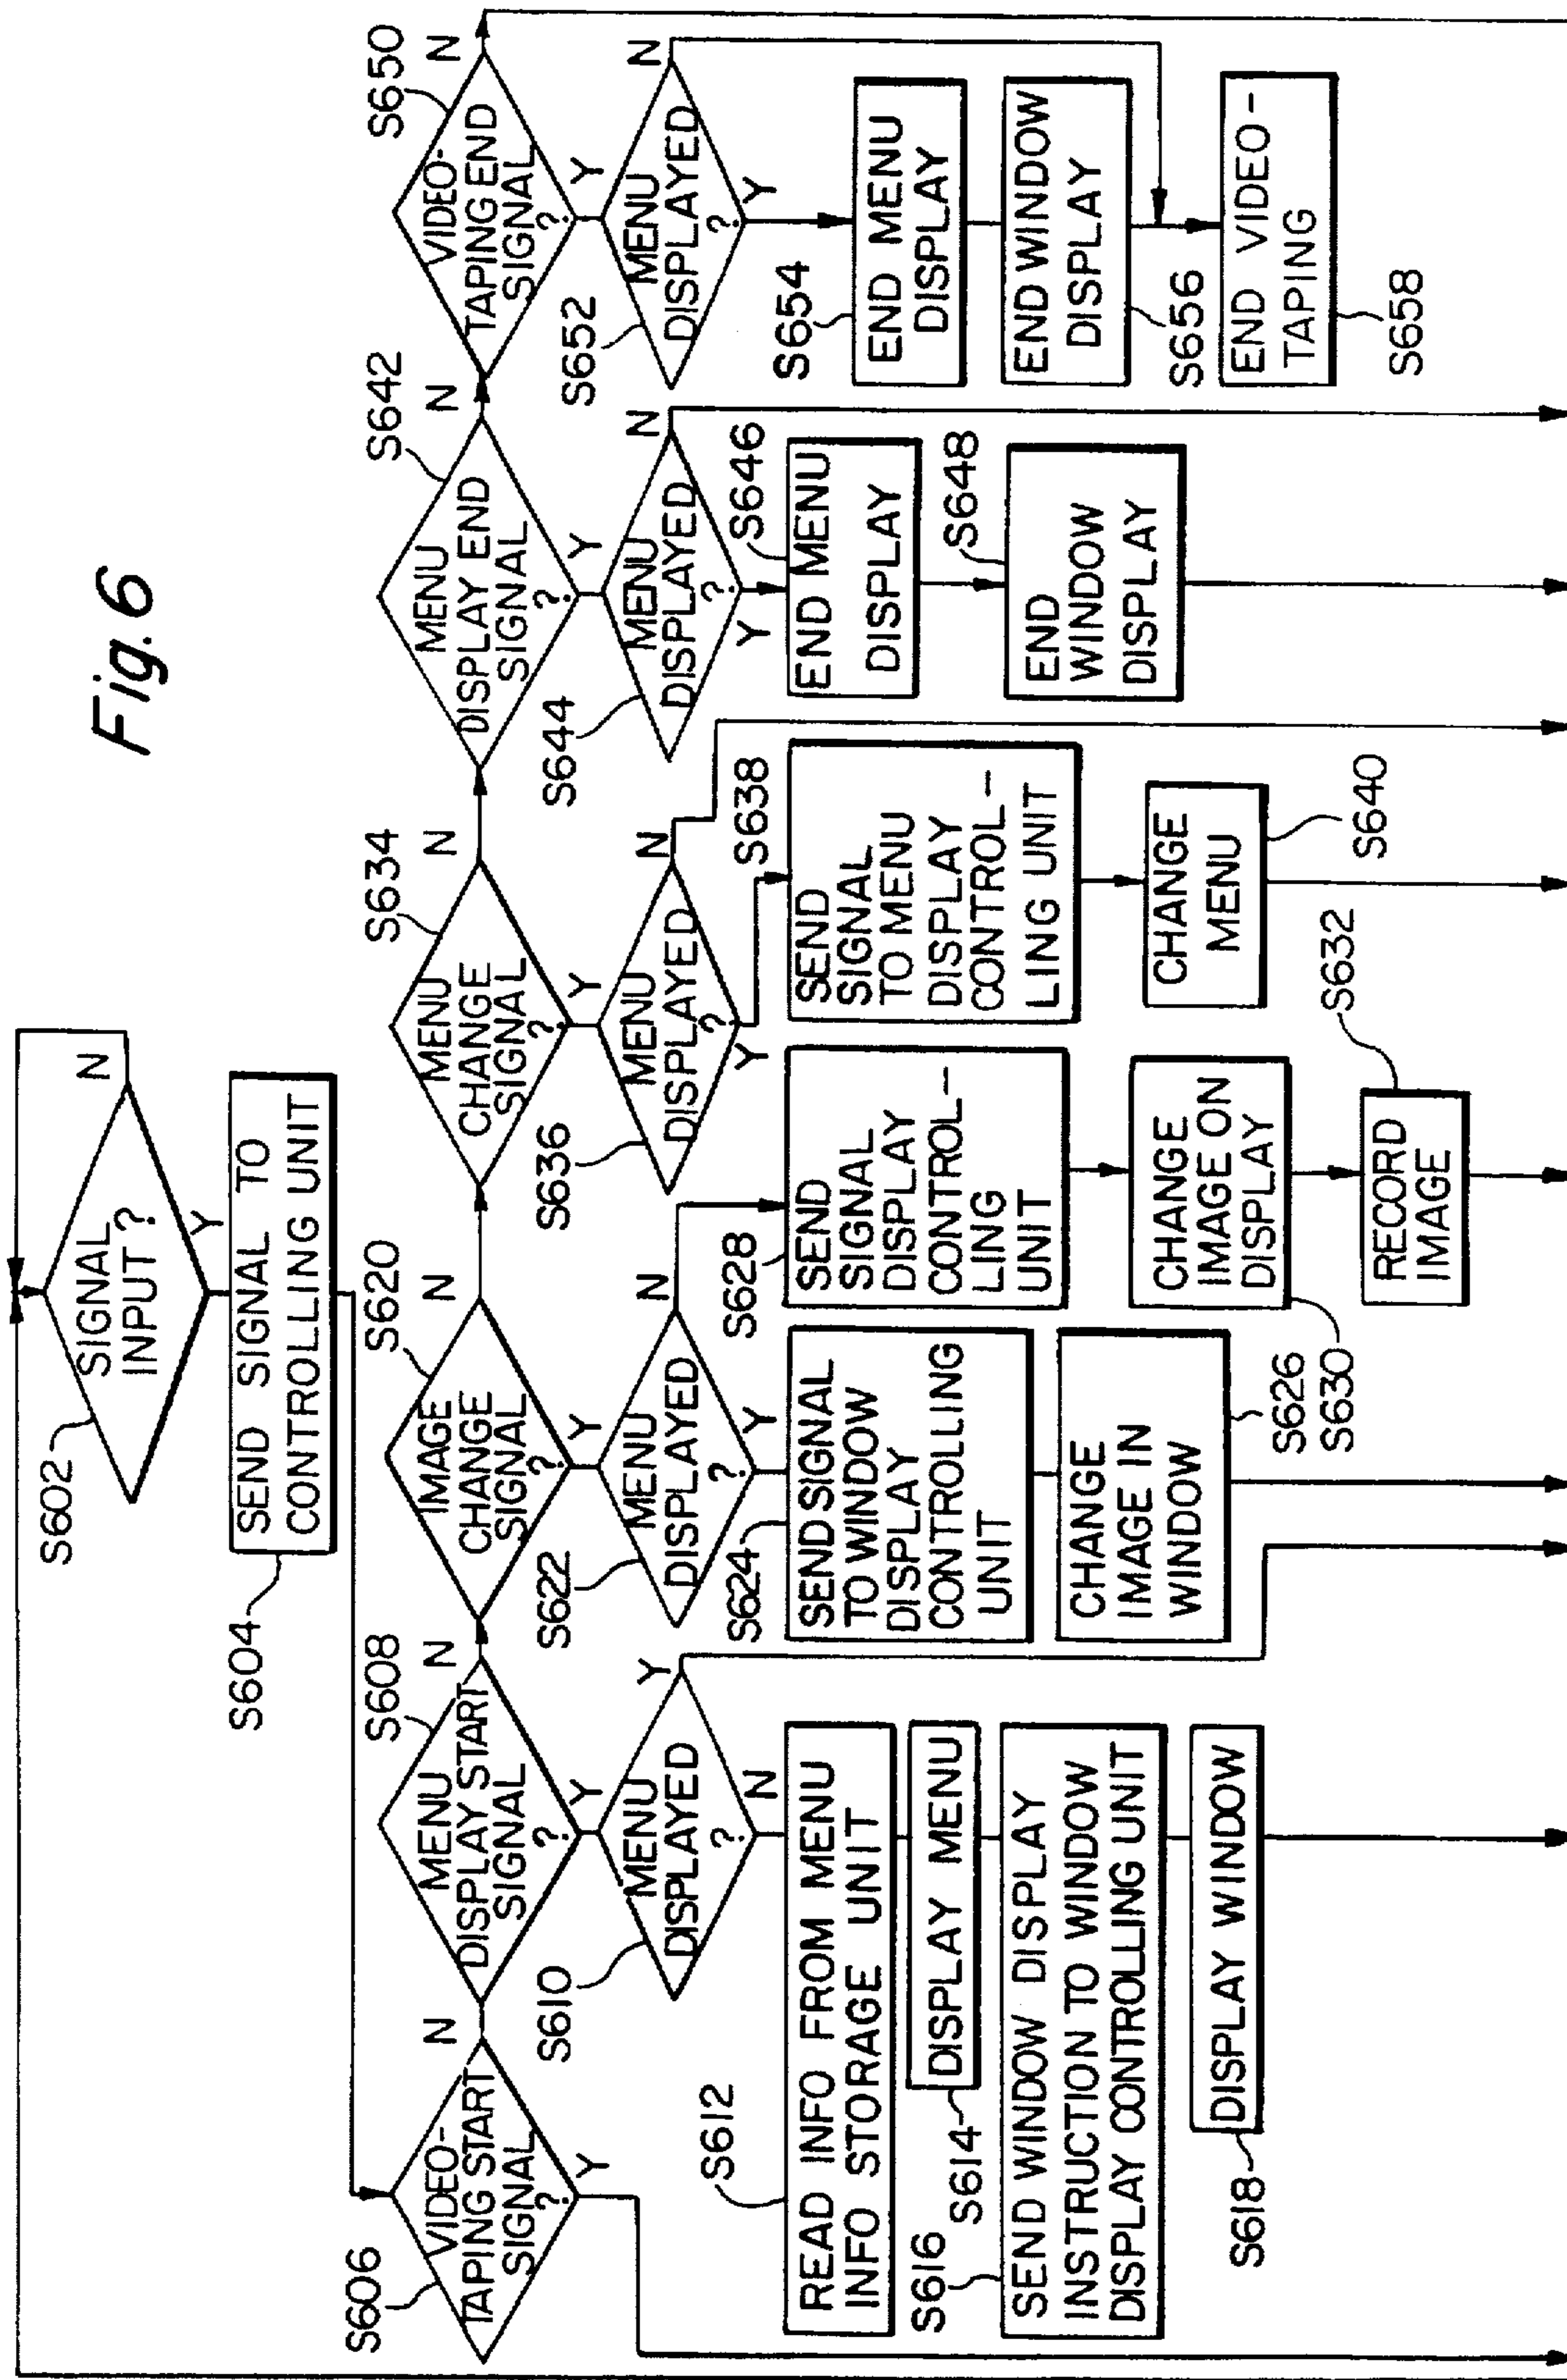 Fig. 6
S602
SIGNAL
INPUT ?
N
Y
S604
SEND SIGNAL TO
CONTROLLING UNIT
S606
VIDEO-
TAPING START
SIGNAL
?
N
Y
S608
MENU
DISPLAY START
SIGNAL
?
N
Y
S610
MENU
DISPLAYED
?
Y
N
S612
READ INFO FROM MENU
INFO STORAGE UNIT
S614
DISPLAY MENU
S616
SEND WINDOW DISPLAY
INSTRUCTION TO WINDOW
DISPLAY CONTROLLING UNIT
S618
DISPLAY WINDOW
S620
IMAGE
CHANGE
SIGNAL
?
N
Y
S622
MENU
DISPLAYED
?
N
Y
S624
SEND SIGNAL
TO WINDOW
DISPLAY
CONTROLLING
UNIT
CHANGE
IMAGE IN
WINDOW
S626
S628
SEND
SIGNAL
DISPLAY
CONTROL-
LING
UNIT
CHANGE
IMAGE ON
DISPLAY
S630
S632
RECORD
IMAGE
S634
MENU
CHANGE
SIGNAL
?
N
Y
S636
MENU
DISPLAYED
?
N
Y
S638
SEND
SIGNAL
TO MENU
DISPLAY
CONTROL-
LING UNIT
CHANGE
MENU
S640
S642
MENU
DISPLAY END
SIGNAL
?
N
Y
S644
MENU
DISPLAYED
?
N
Y
S646
END MENU
DISPLAY
S648
END
WINDOW
DISPLAY
S650
VIDEO-
TAPING END
SIGNAL
?
N
Y
S652
MENU
DISPLAYED
?
N
Y
S654
END MENU
DISPLAY
END WINDOW
DISPLAY
S656
END VIDEO-
TAPING
S658